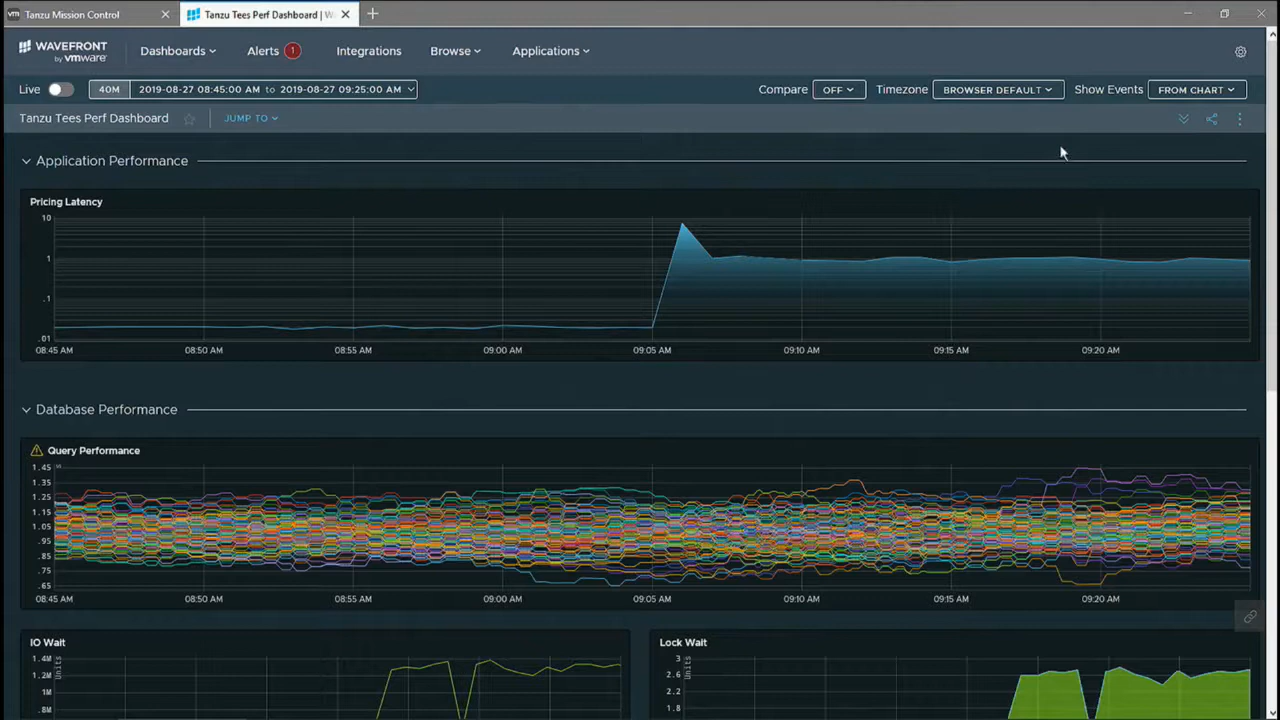 vm Tanzu Mission Control
Tanzu Tees Perf Dashboard | W
WAVEFRONT
by vmware
Dashboards
Alerts 1
Integrations
Browse
Applications
Live
40M
2019-08-27 08:45:00 AM to 2019-08-27 09:25:00 AM
Compare OFF
Timezone BROWSER DEFAULT
Show Events FROM CHART
Tanzu Tees Perf Dashboard
JUMP TO
Application Performance
Pricing Latency
10
1
.1
.01
08:45 AM 08:50 AM 08:55 AM 09:00 AM 09:05 AM 09:10 AM 09:15 AM 09:20 AM
Database Performance
Query Performance
1.45 s
1.35
1.25
1.15
1.05
.95
.85
.75
.65
08:45 AM 08:50 AM 08:55 AM 09:00 AM 09:05 AM 09:10 AM 09:15 AM 09:20 AM
IO Wait
1.4M
1.2M
1M
.8M
Units
Lock Wait
3
2.6
2.2
1.8
Units